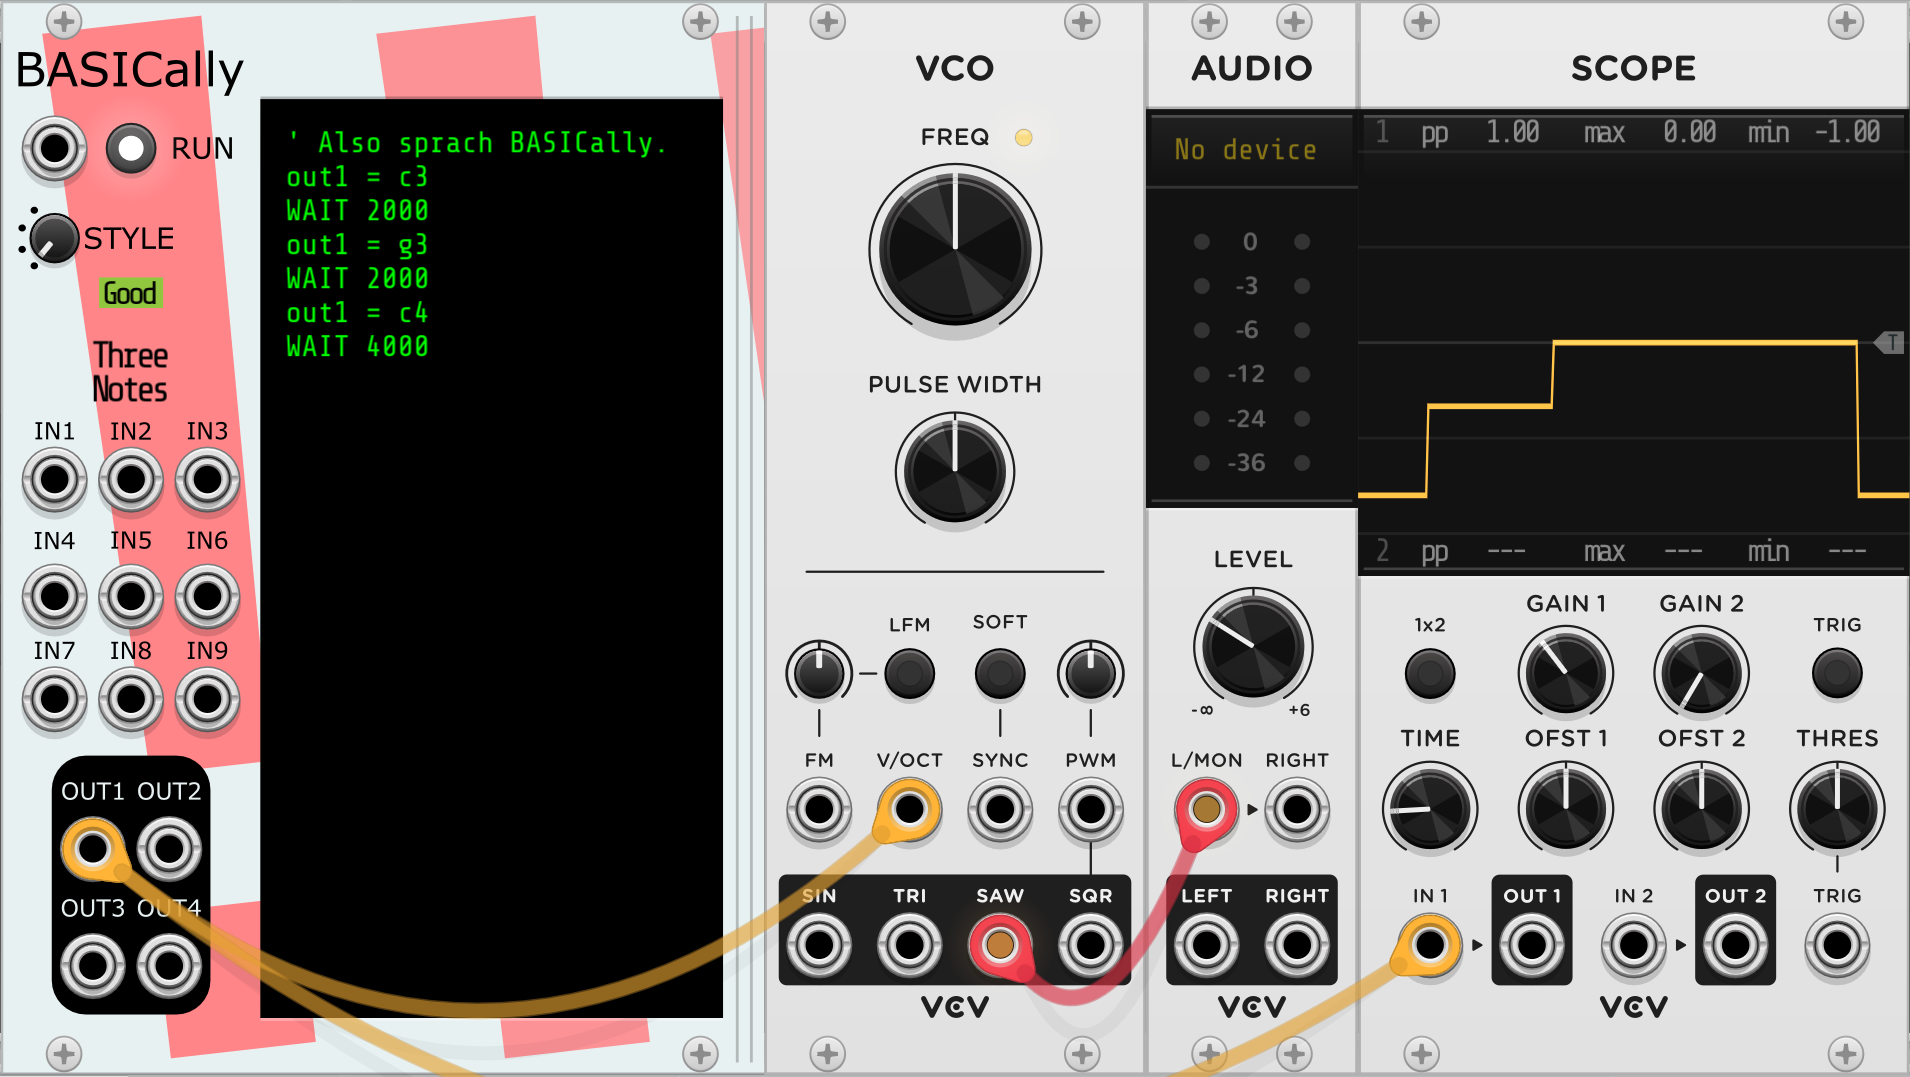 BASICally
RUN
STYLE
Good
Three
Notes
IN1 IN2 IN3
IN4 IN5 IN6
IN7 IN8 IN9
OUT1 OUT2
OUT3 OUT4
' Also sprach BASICally.
out1 = c3
WAIT 2000
out1 = g3
WAIT 2000
out1 = c4
WAIT 4000
VCO
FREQ
PULSE WIDTH
LFM SOFT
FM V/OCT SYNC PWM
SIN TRI SAW SQR
VCV
AUDIO
No device
0
-3
-6
-12
-24
-36
LEVEL
-∞ +6
L/MON RIGHT
LEFT RIGHT
VCV
SCOPE
1 pp 1.00 max 0.00 min -1.00
T
2 pp --- max --- min ---
1x2 GAIN 1 GAIN 2 TRIG
TIME OFST 1 OFST 2 THRES
IN 1 OUT 1 IN 2 OUT 2 TRIG
VCV